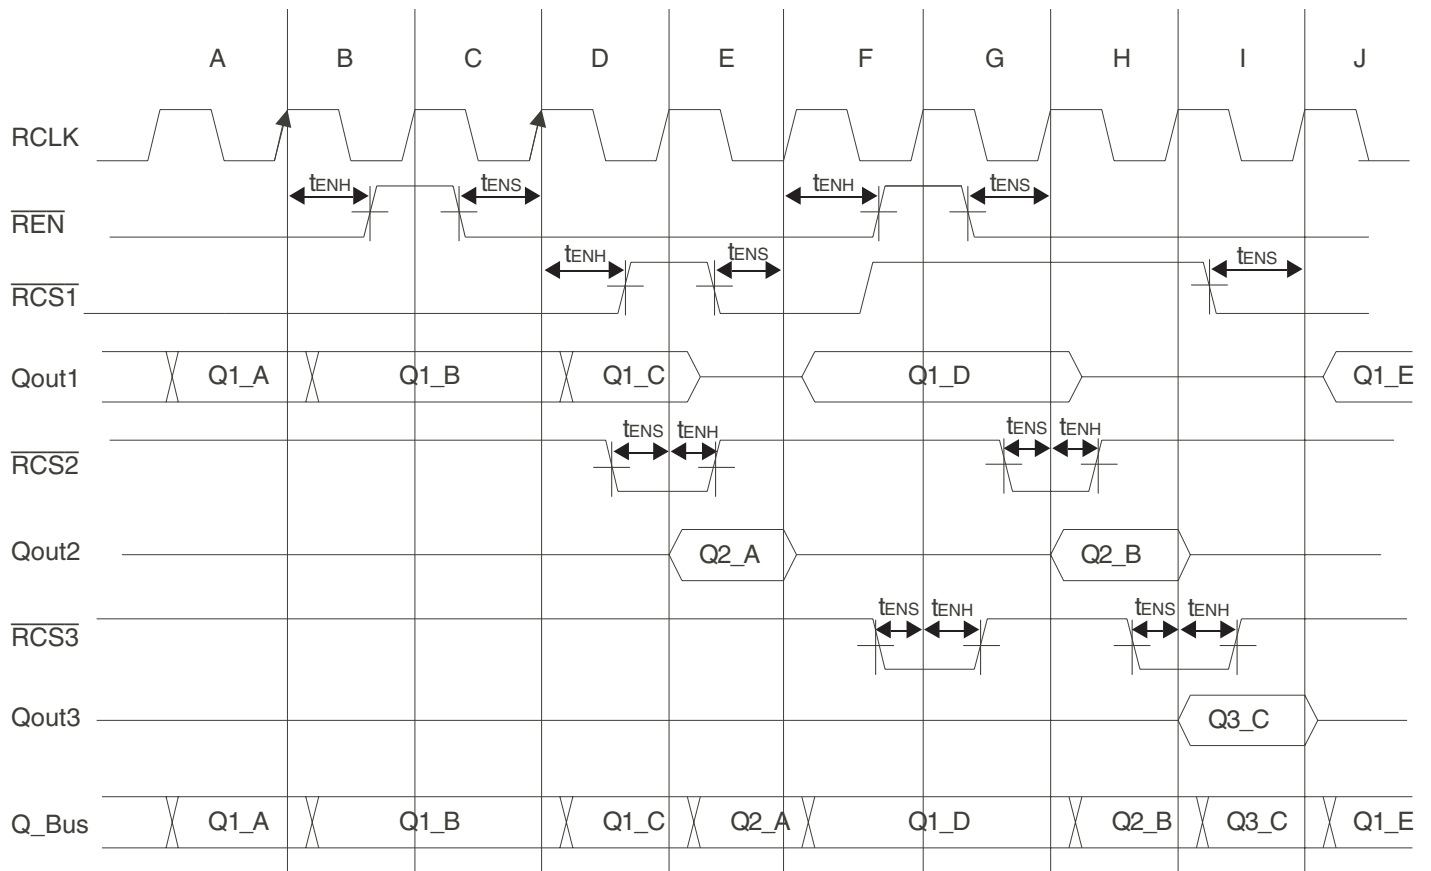 A B C D E F G H I J
RCLK
tENH tENS tENH tENS
REN
tENH tENS tENS
RCS1
Qout1 Q1_A Q1_B Q1_C Q1_D Q1_E
tENS tENH tENS tENH
RCS2
Qout2 Q2_A Q2_B
tENS tENH tENS tENH
RCS3
Qout3 Q3_C
Q_Bus Q1_A Q1_B Q1_C Q2_A Q1_D Q2_B Q3_C Q1_E